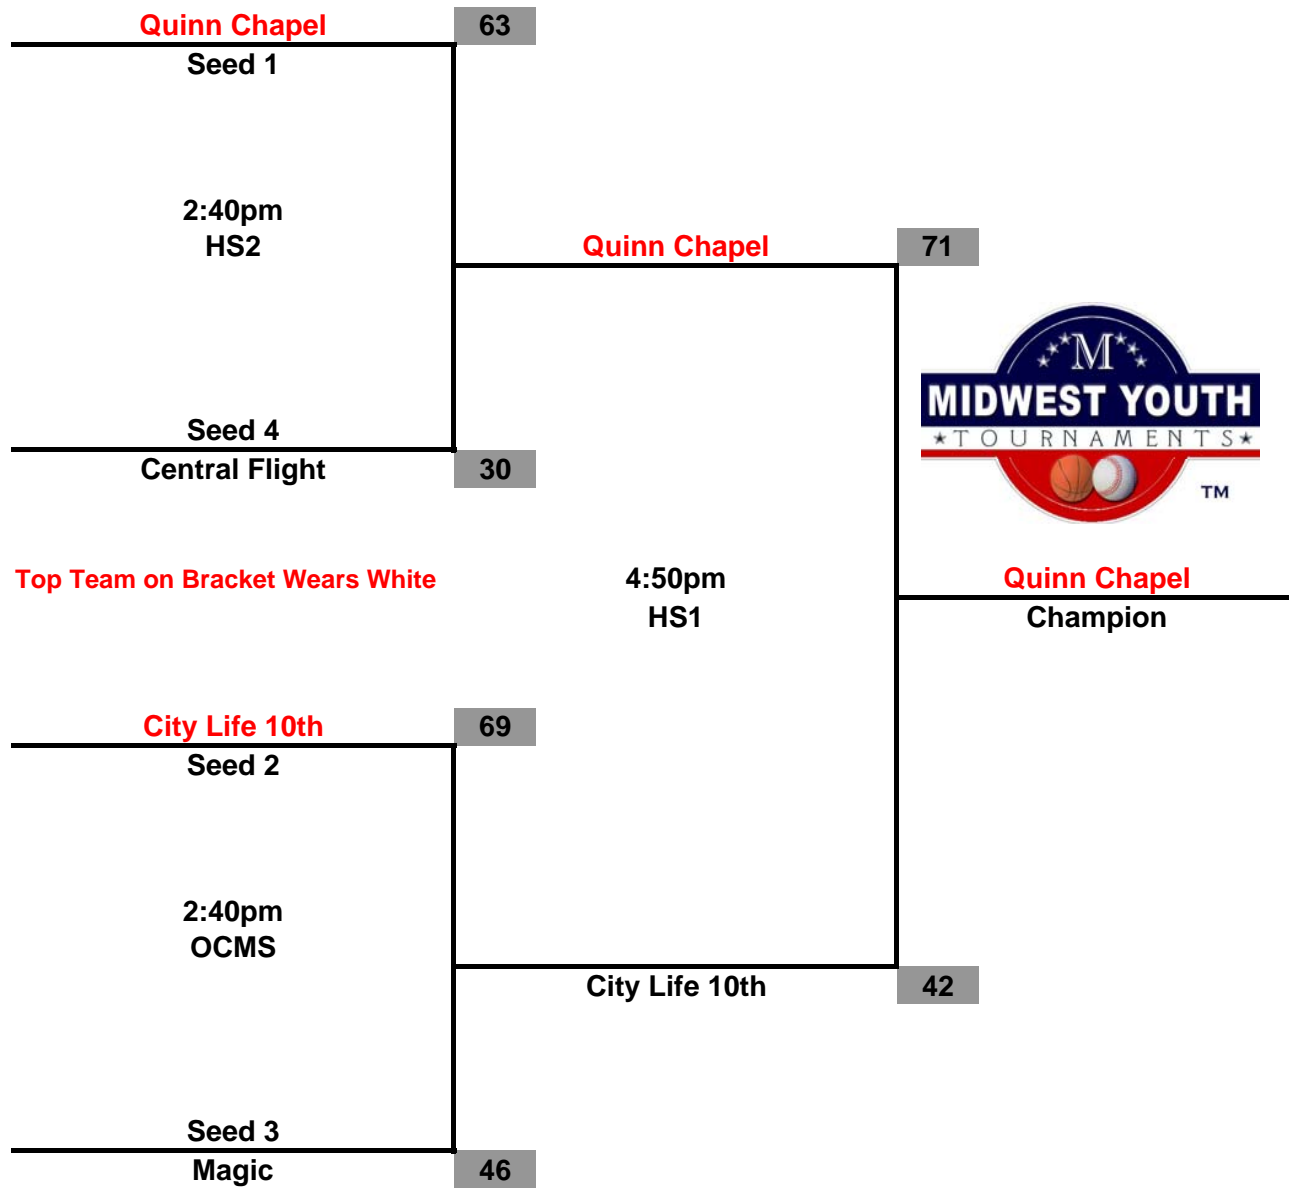 Quinn Chapel 63
Seed 1
2:40pm
HS2
Quinn Chapel 71
M
MIDWEST YOUTH
★TOURNAMENTS★
TM
Seed 4
Central Flight 30
Top Team on Bracket Wears White
4:50pm
HS1
Quinn Chapel
Champion
City Life 10th 69
Seed 2
2:40pm
OCMS
City Life 10th 42
Seed 3
Magic 46